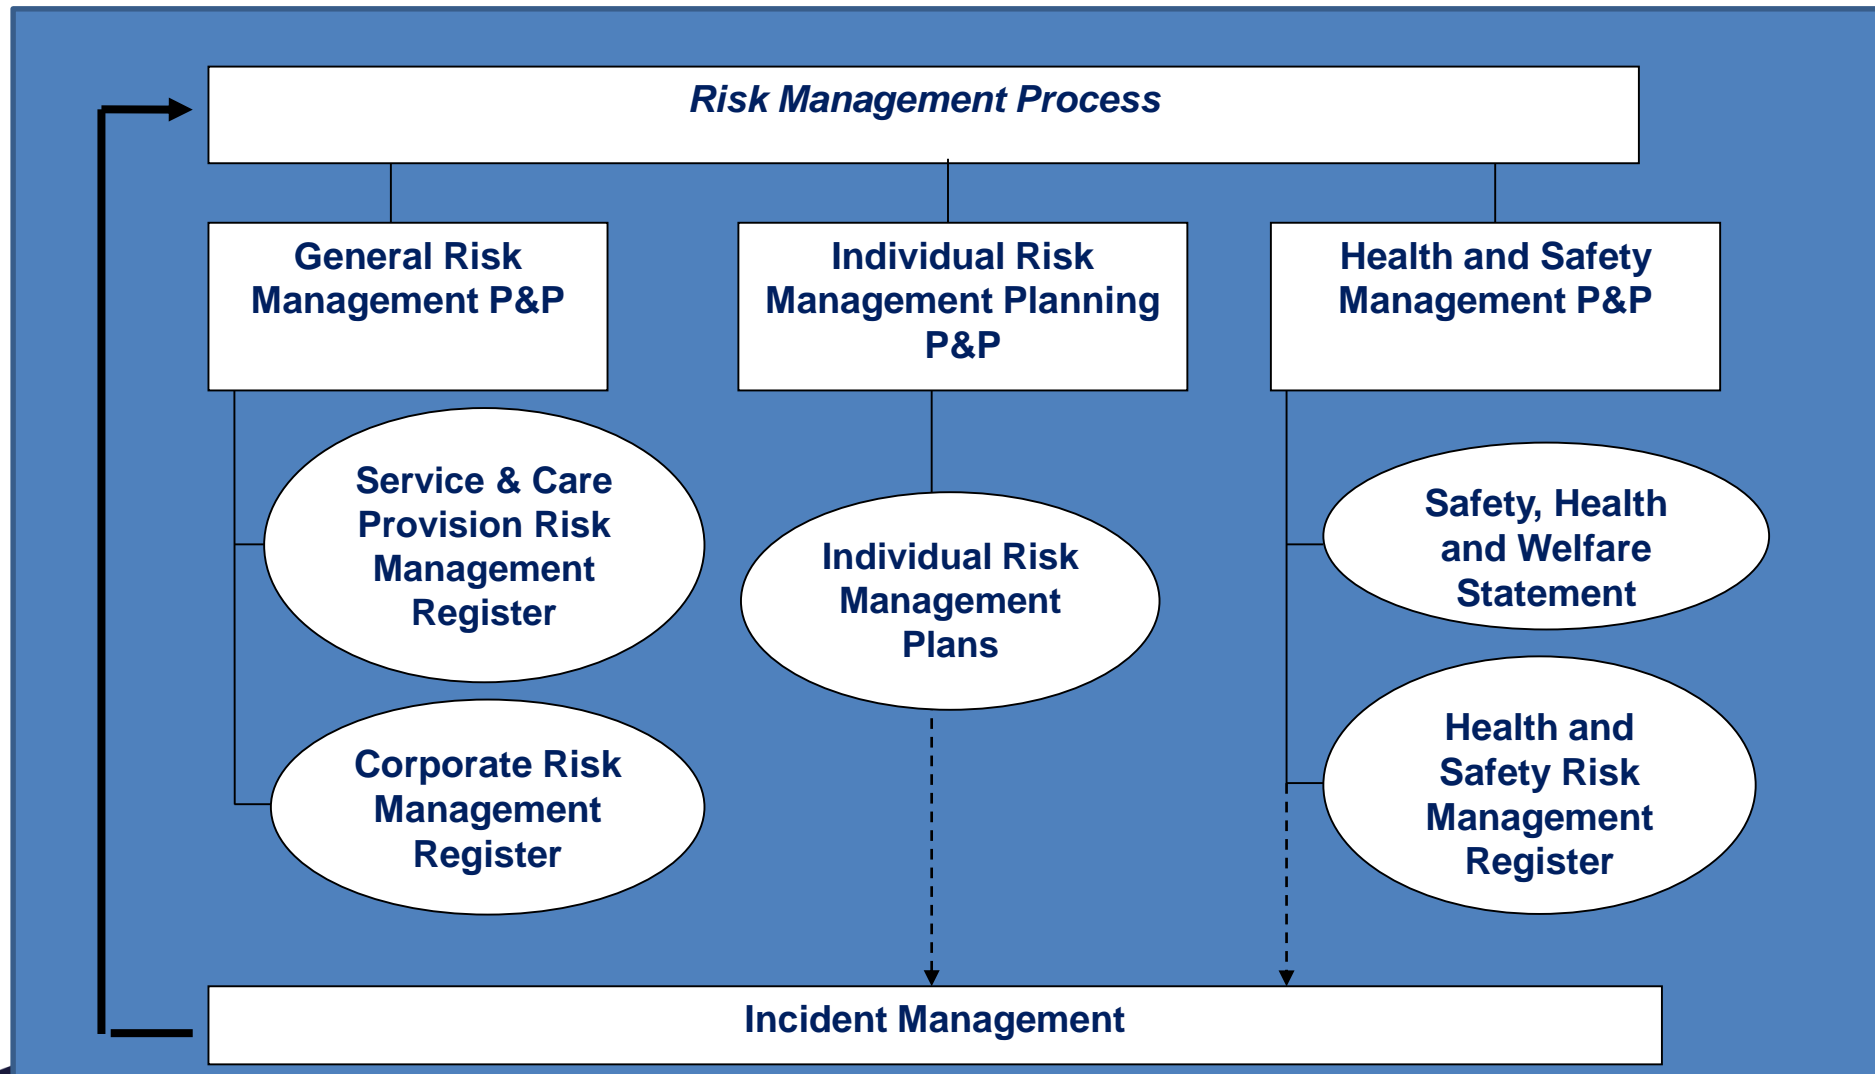 Risk Management Process
General Risk
Management P&P
Individual Risk
Management Planning
P&P
Health and Safety
Management P&P
Service & Care
Provision Risk
Management
Register
Individual Risk
Management
Plans
Safety, Health
and Welfare
Statement
Corporate Risk
Management
Register
Health and
Safety Risk
Management
Register
Incident Management